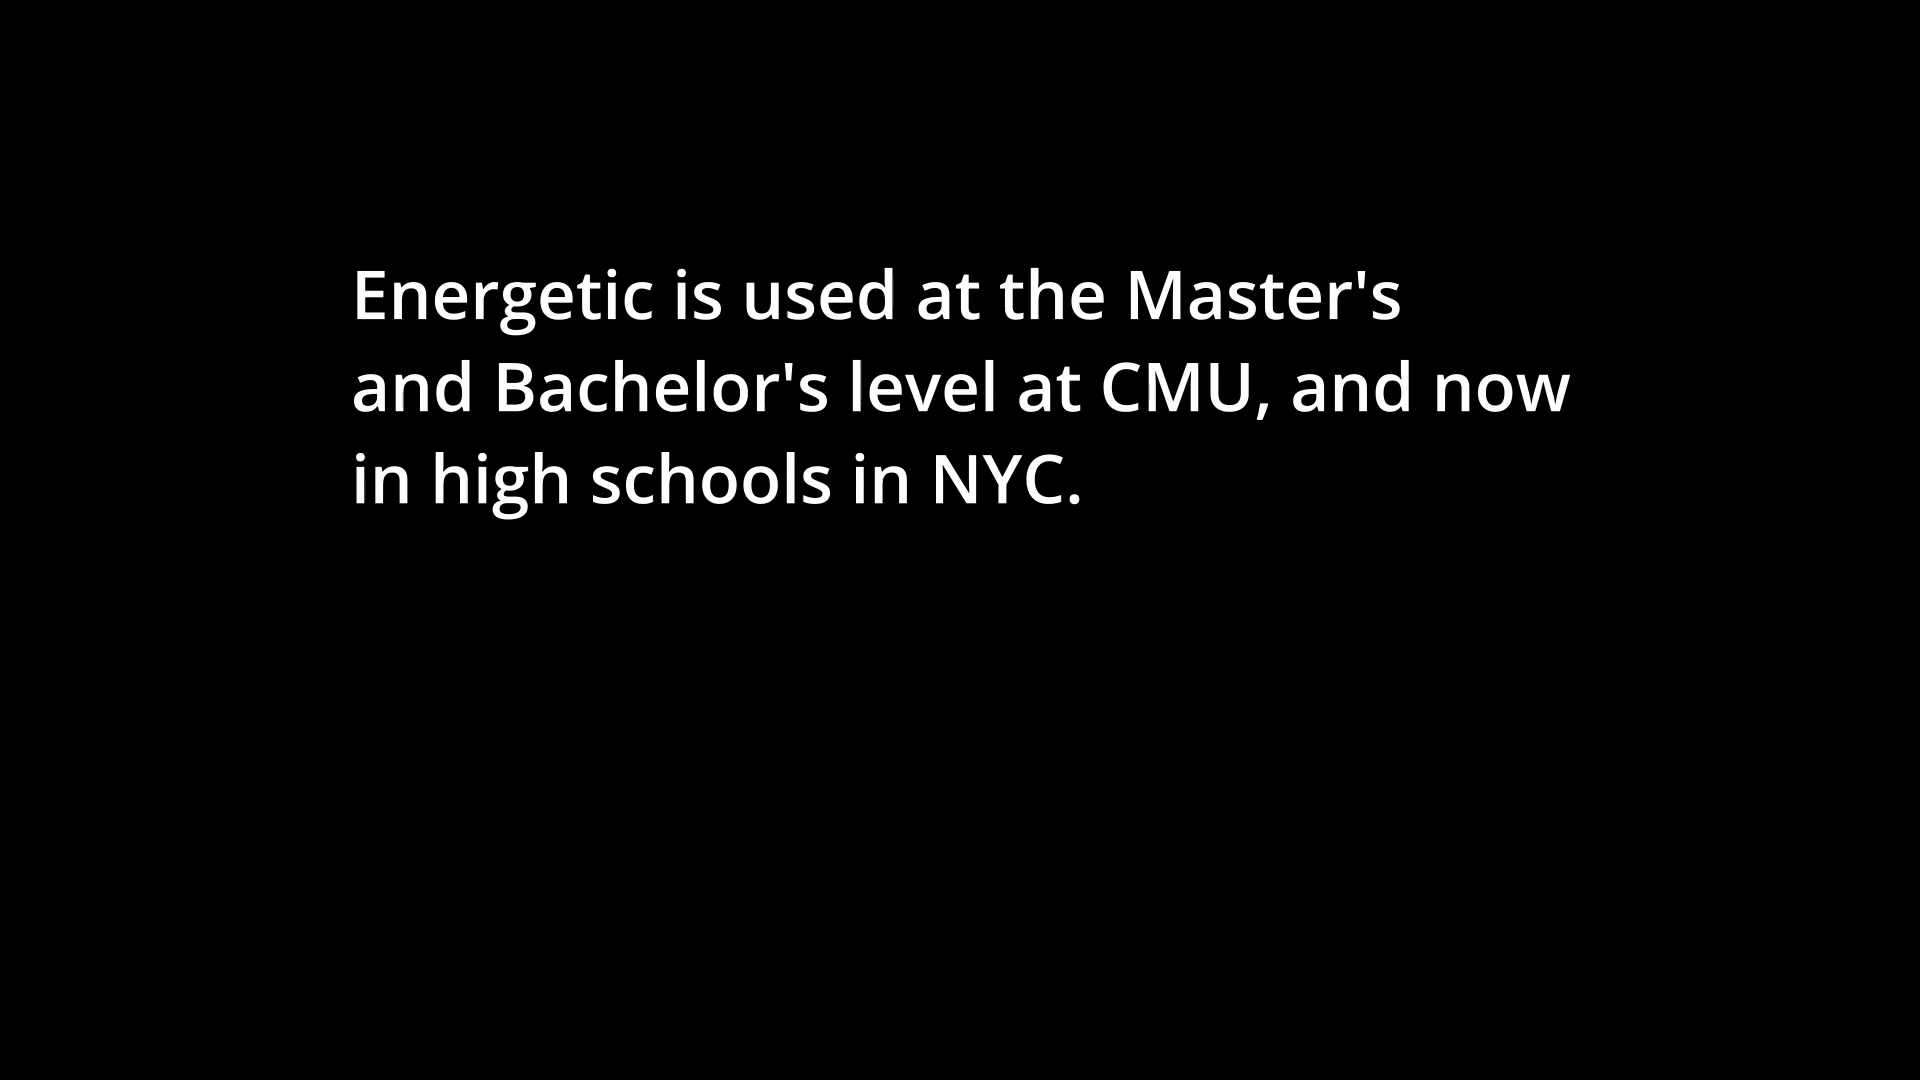 Energetic is used at the Master's
and Bachelor's level at CMU, and now
in high schools in NYC.